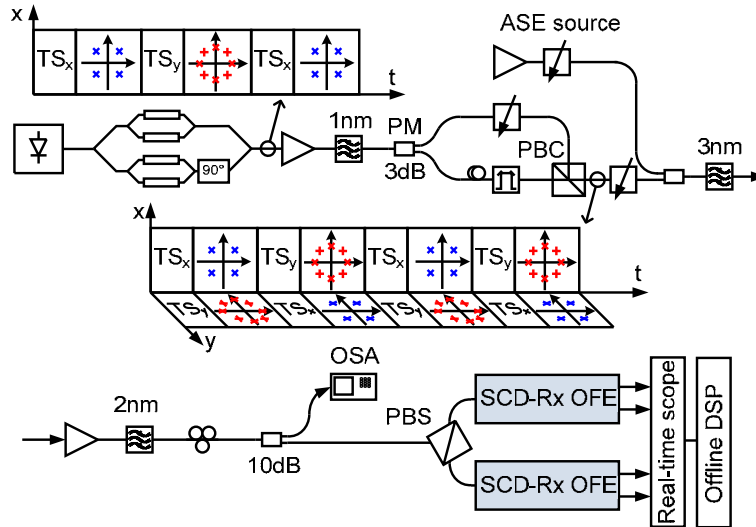 x
ASE source
TSx
TSy
TSx
t
1nm
PM
3dB
PBC
3nm
90°
x
TSx
TSy
TSx
TSy
t
TSy
TSx
TSy
TSx
y
OSA
2nm
10dB
PBS
SCD-Rx OFE
SCD-Rx OFE
Real-time scope
Offline DSP